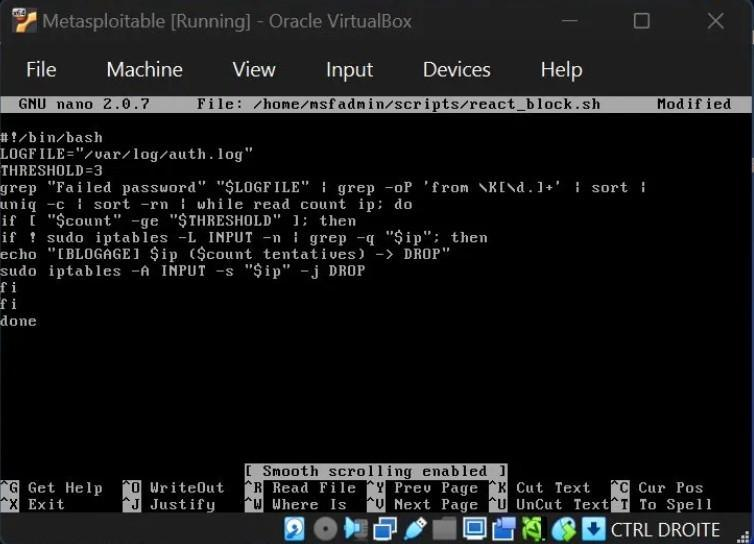 Metasploitable [Running] - Oracle VirtualBox
File Machine View Input Devices Help
GNU nano 2.0.7 File: /home/msfadmin/scripts/react_block.sh Modified
#!/bin/bash
LOGFILE="/var/log/auth.log"
THRESHOLD=3
grep "Failed password" "$LOGFILE" | grep -oP 'from \K[\d.]+' | sort |
uniq -c | sort -rn | while read count ip; do
if [ "$count" -ge "$THRESHOLD" ]; then
if ! sudo iptables -L INPUT -n | grep -q "$ip"; then
echo "[BLOGAGE] $ip ($count tentatives) -> DROP"
sudo iptables -A INPUT -s "$ip" -j DROP
fi
fi
done
[ Smooth scrolling enabled ]
^G Get Help ^O WriteOut ^R Read File ^Y Prev Page ^K Cut Text ^C Cur Pos
^X Exit ^J Justify ^W Where Is ^V Next Page ^U UnCut Text ^T To Spell
CTRL DROITE